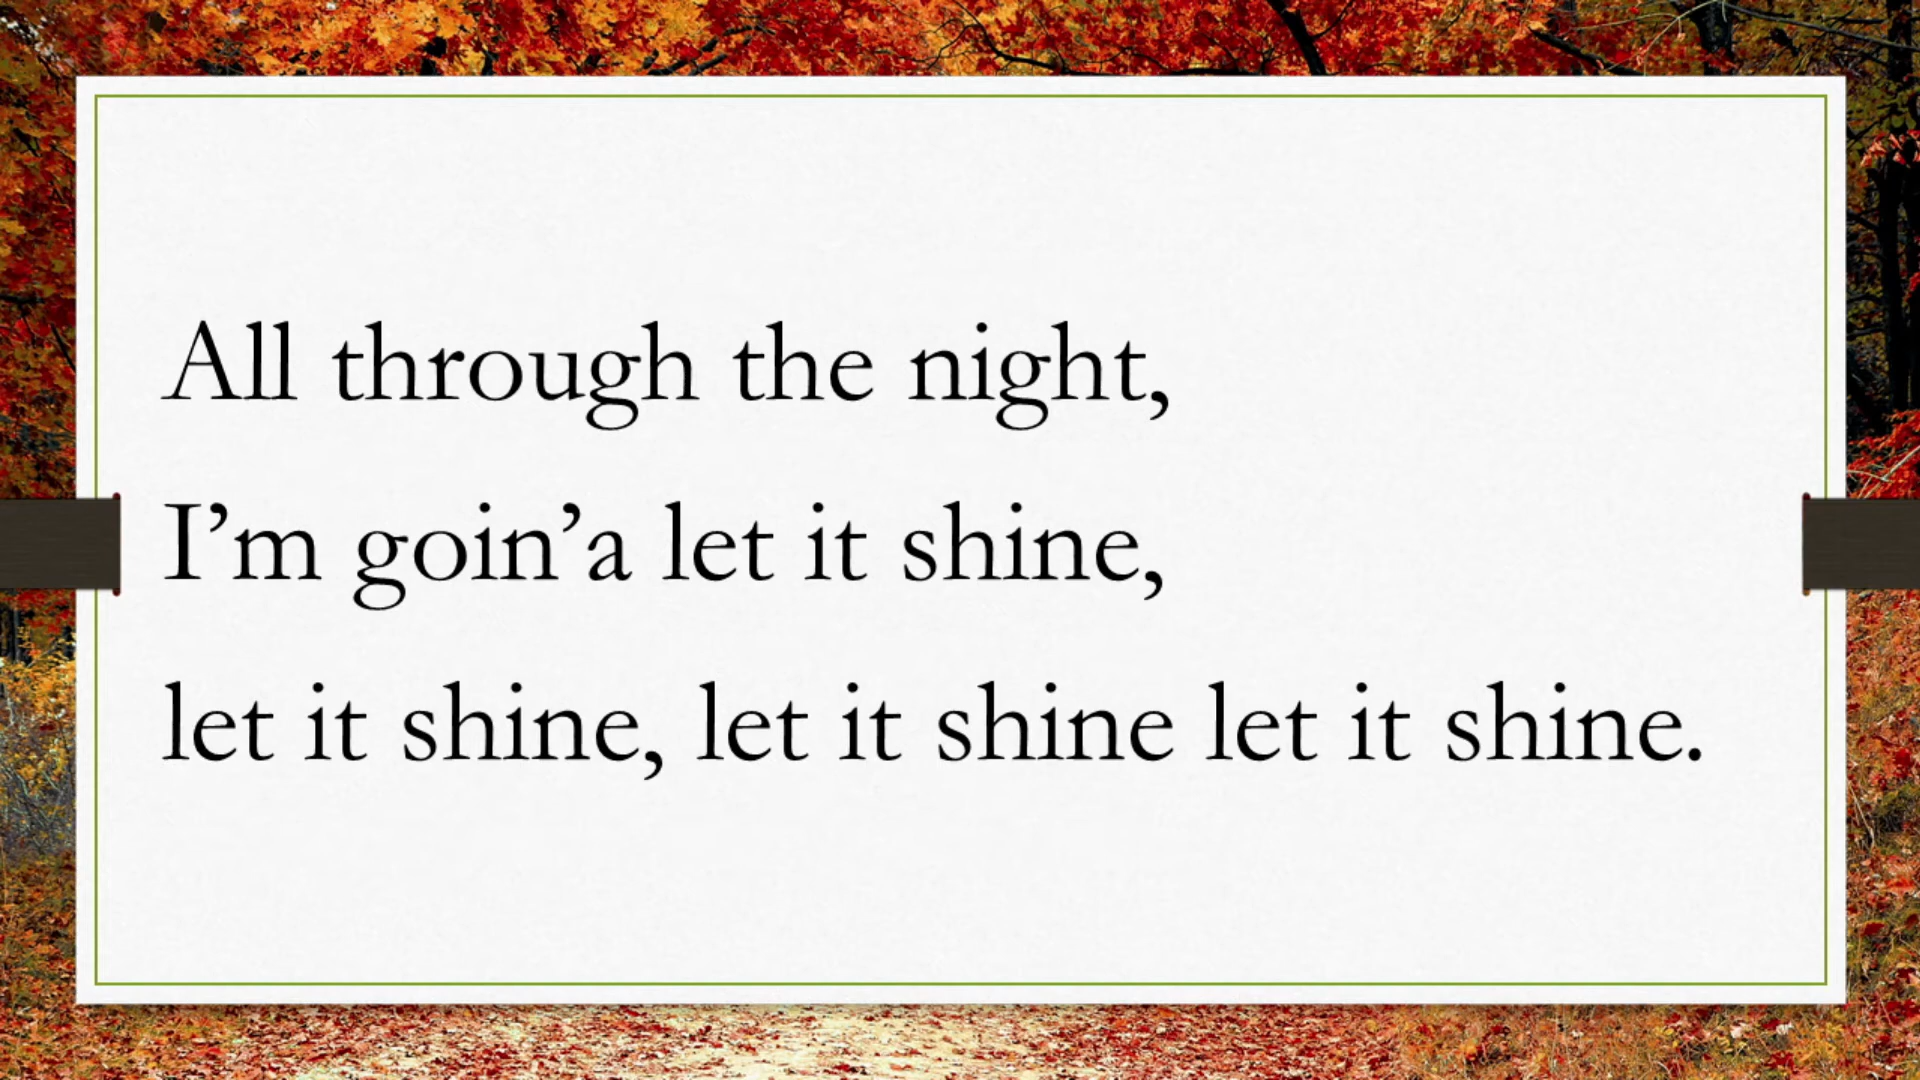 All through the night,
I’m goin’a let it shine,
let it shine, let it shine let it shine.